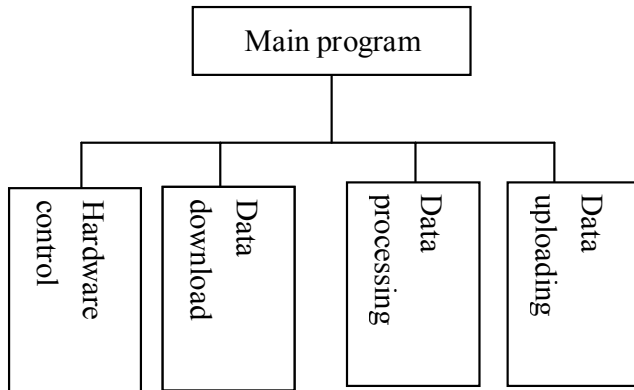 Main program
Hardware
control
Data
download
Data
processing
Data
uploading